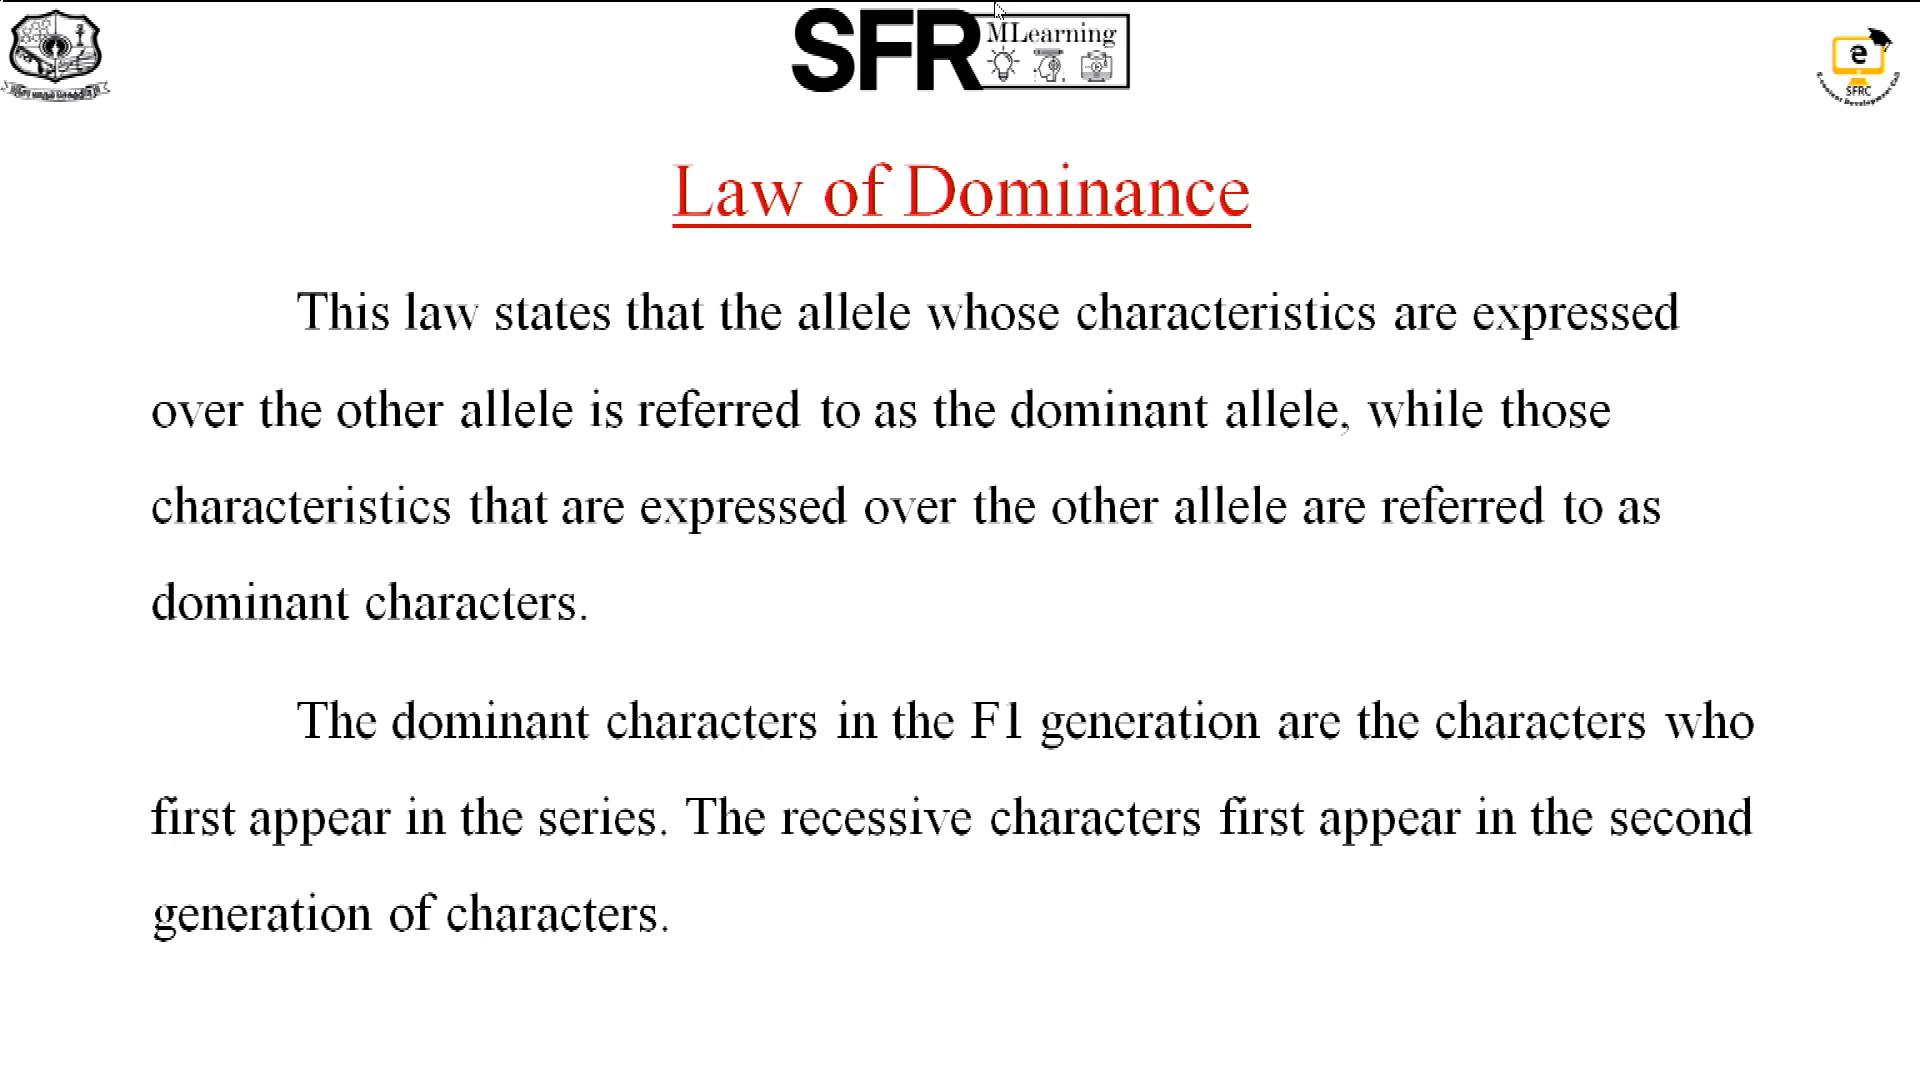 SFR MLearning
e
SFRC
Law of Dominance
This law states that the allele whose characteristics are expressed
over the other allele is referred to as the dominant allele, while those
characteristics that are expressed over the other allele are referred to as
dominant characters.
The dominant characters in the F1 generation are the characters who
first appear in the series. The recessive characters first appear in the second
generation of characters.